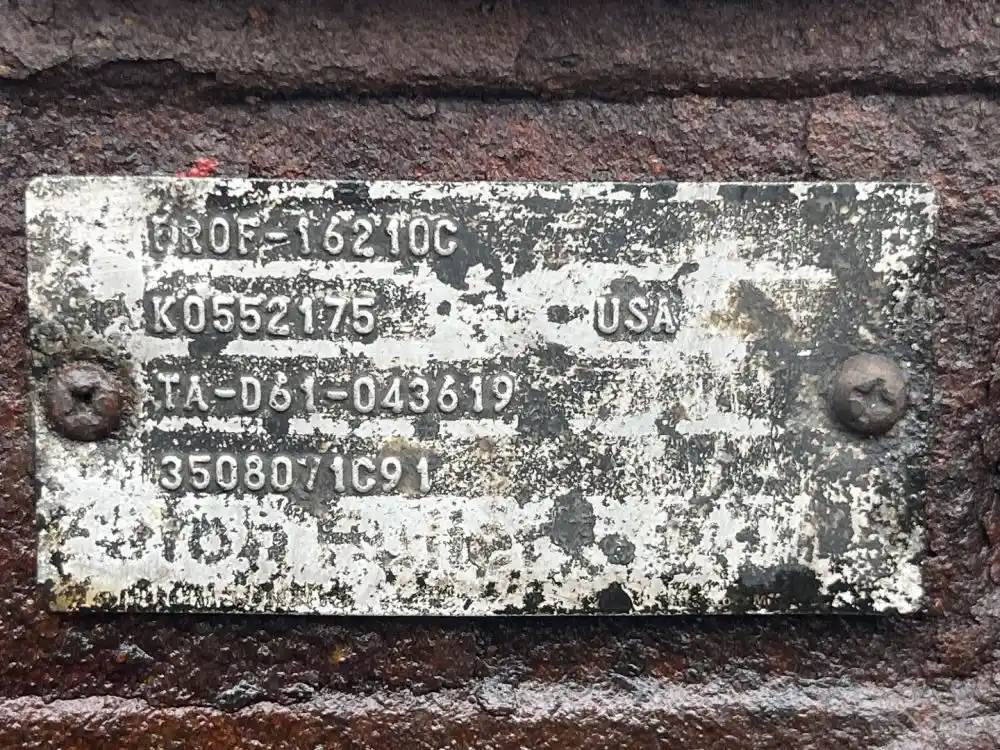 FROF-16210C
K0552175 USA
TA-D61-043619
3508071C91